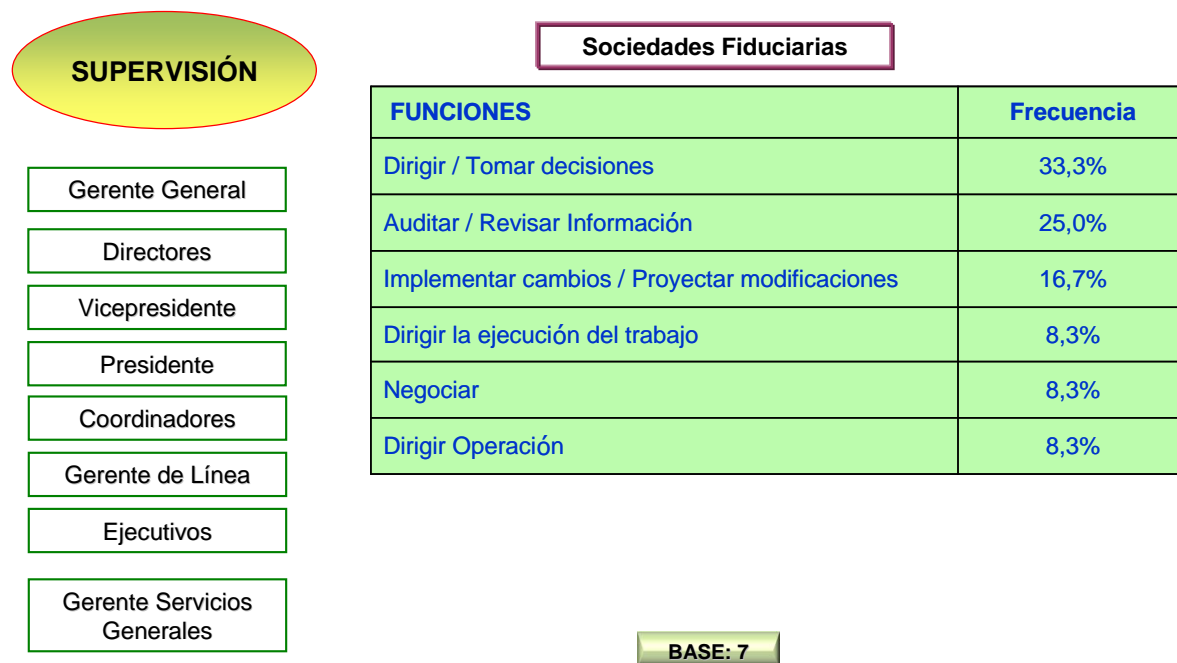 SUPERVISIÓN
Gerente General
Directores
Vicepresidente
Presidente
Coordinadores
Gerente de Línea
Ejecutivos
Gerente Servicios
Generales
Sociedades Fiduciarias
FUNCIONES Frecuencia
Dirigir / Tomar decisiones 33,3%
Auditar / Revisar Información 25,0%
Implementar cambios / Proyectar modificaciones 16,7%
Dirigir la ejecución del trabajo 8,3%
Negociar 8,3%
Dirigir Operación 8,3%
BASE: 7